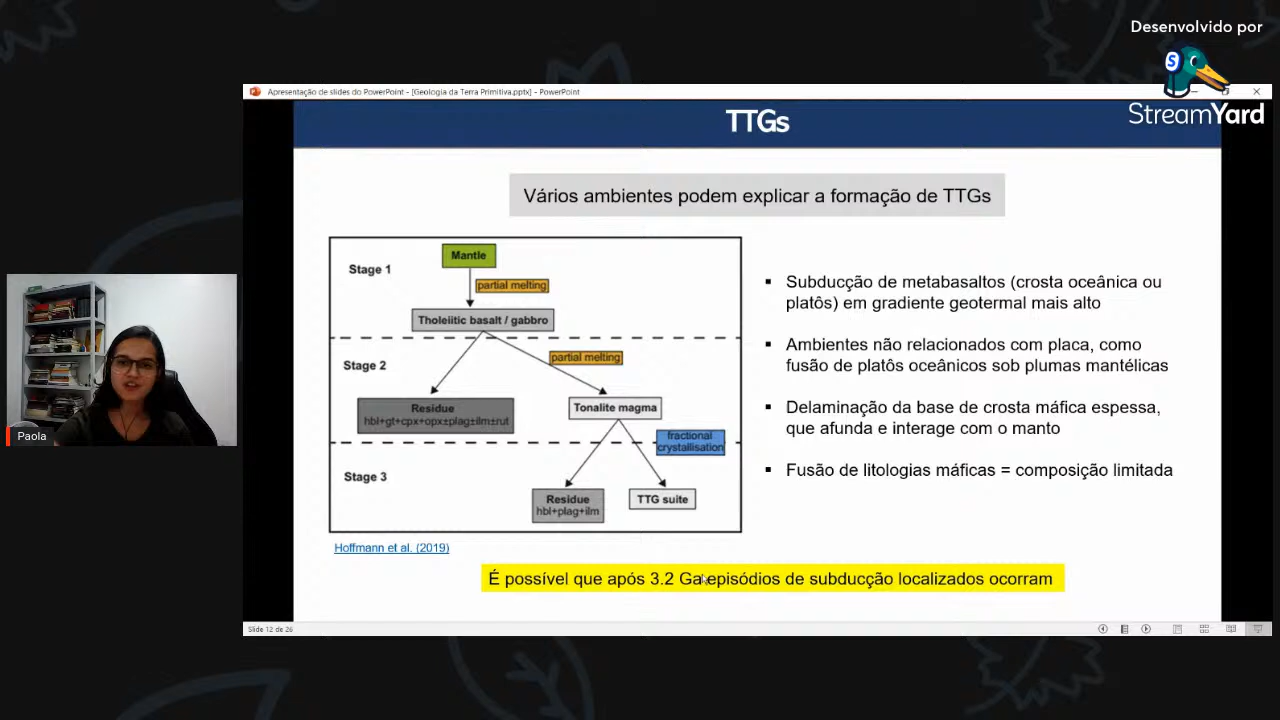 Desenvolvido por
S
StreamYard
Apresentação de slides do PowerPoint - [Geologia da Terra Primitiva.pptx] - PowerPoint
TTGs
Vários ambientes podem explicar a formação de TTGs
Stage 1
Mantle
partial melting
Tholeiitic basalt / gabbro
Stage 2
partial melting
Residue
hbl+gt+cpx+opx±plag±ilm±rut
Tonalite magma
fractional
crystallisation
Stage 3
Residue
hbl+plag+ilm
TTG suite
Hoffmann et al. (2019)
▪ Subducção de metabasaltos (crosta oceânica ou
platôs) em gradiente geotermal mais alto
▪ Ambientes não relacionados com placa, como
fusão de platôs oceânicos sob plumas mantélicas
▪ Delaminação da base de crosta máfica espessa,
que afunda e interage com o manto
▪ Fusão de litologias máficas = composição limitada
É possível que após 3.2 Ga episódios de subducção localizados ocorram
Slide 12 de 26
Paola